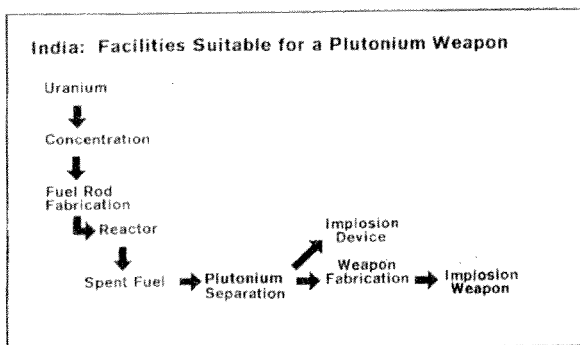 India: Facilities Suitable for a Plutonium Weapon
Uranium
Concentration
Fuel Rod
Fabrication
Reactor
Spent Fuel
Plutonium
Separation
Implosion
Device
Weapon
Fabrication
Implosion
Weapon